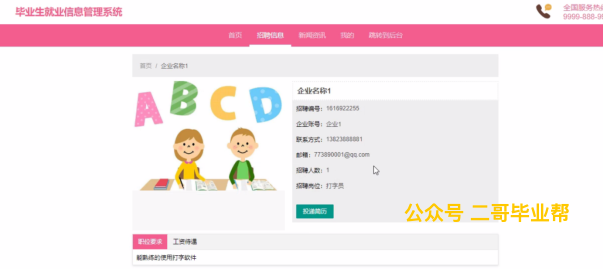 毕业生就业信息管理系统
全国服务热
9999-888-9
首页 招聘信息 新闻资讯 我的 跳转到后台
首页 / 企业名称1
A B C D
企业名称1
招聘编号: 1616922255
企业账号: 企业1
联系方式: 13823888881
邮箱: 773890001@qq.com
招聘人数: 1
招聘岗位: 打字员
投递简历
公众号 二哥毕业帮
职位要求 工资待遇
能熟练的使用打字软件